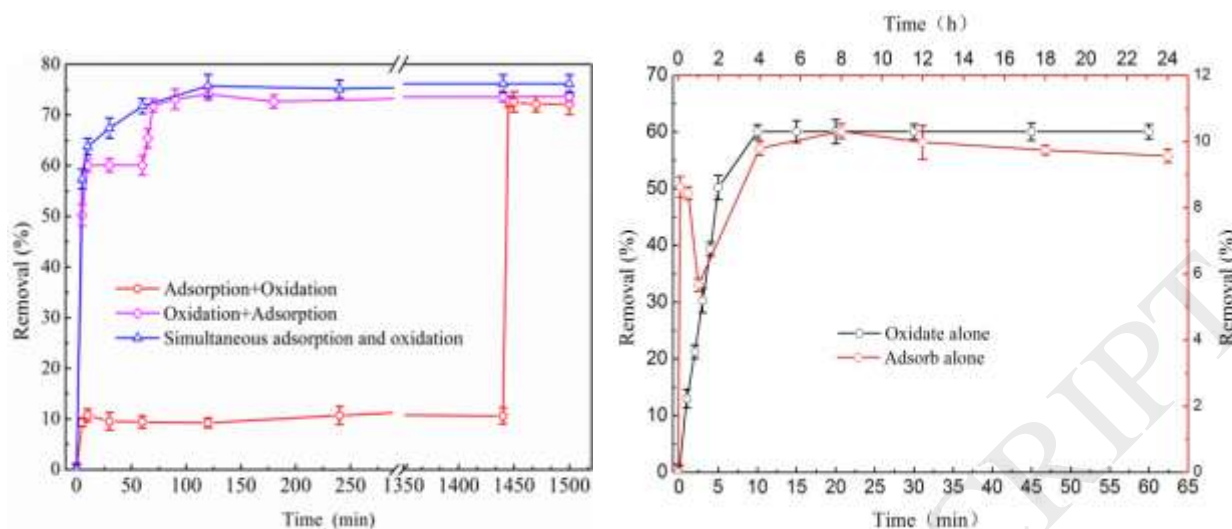 80
70
60
50
40
30
20
10
0
Removal (%)
Adsorption+Oxidation
Oxidation+Adsorption
Simultaneous adsorption and oxidation
0 50 100 150 200 250 1350 1400 1450 1500
Time (min)
Time (h)
0 2 4 6 8 10 12 14 16 18 20 22 24
70
60
50
40
30
20
10
0
Removal (%)
Oxidate alone
Adsorb alone
12
10
8
6
4
2
0
Removal (%)
0 5 10 15 20 25 30 35 40 45 50 55 60 65
Time (min)
CRIPT